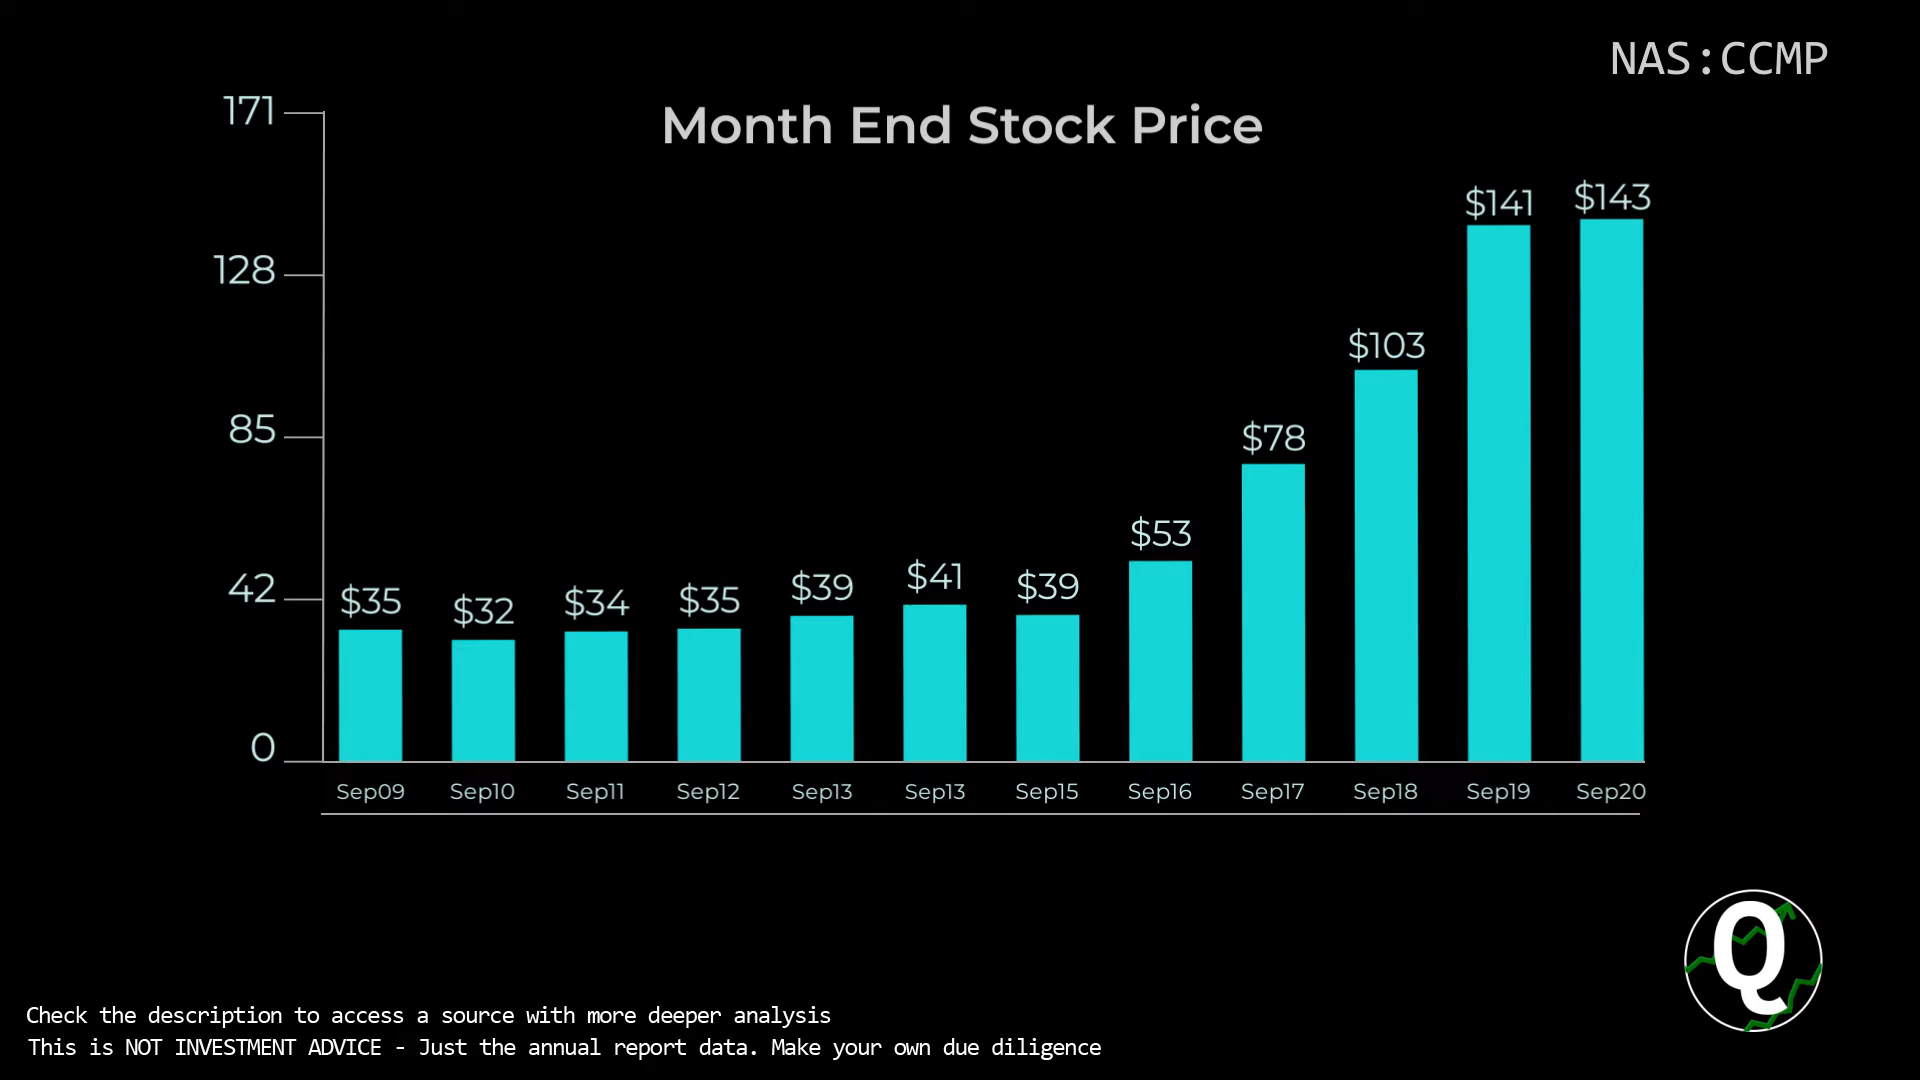 NAS:CCMP
Month End Stock Price
171
128
85
42
0
$35
$32
$34
$35
$39
$41
$39
$53
$78
$103
$141
$143
Sep09 Sep10 Sep11 Sep12 Sep13 Sep13 Sep15 Sep16 Sep17 Sep18 Sep19 Sep20
Q
Check the description to access a source with more deeper analysis
This is NOT INVESTMENT ADVICE - Just the annual report data. Make your own due diligence